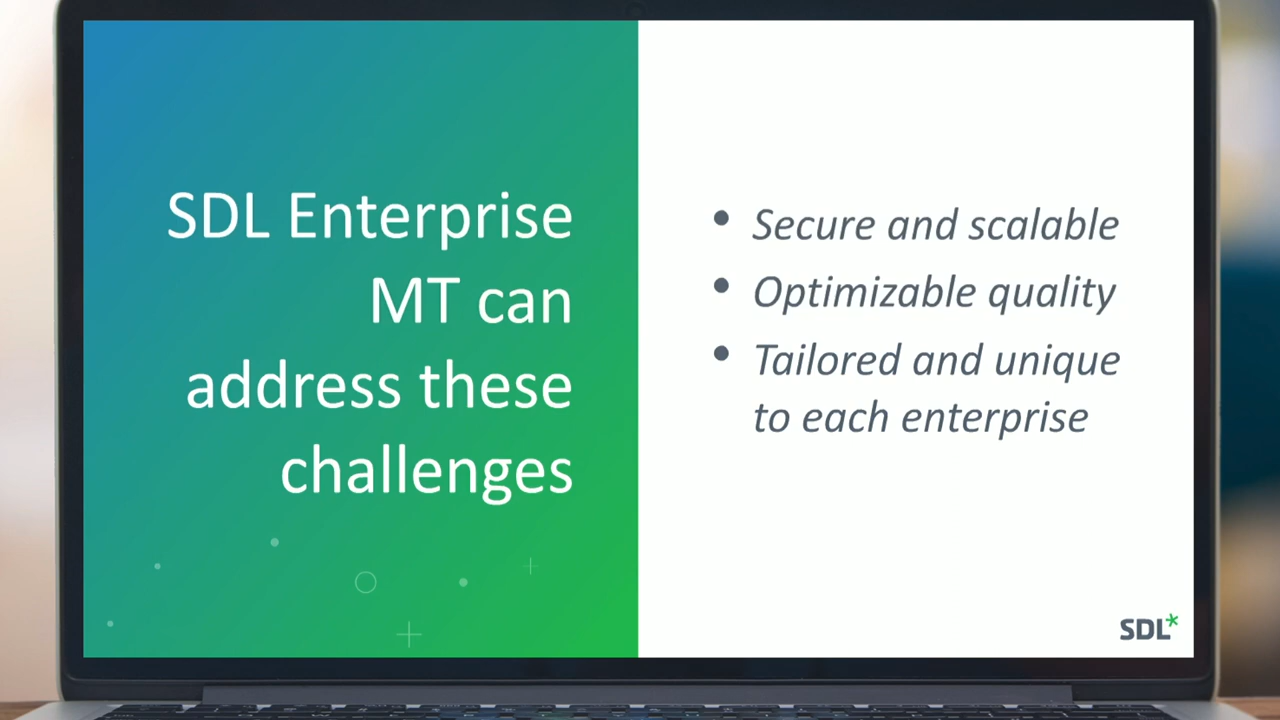 SDL Enterprise
MT can
address these
challenges
• Secure and scalable
• Optimizable quality
• Tailored and unique
to each enterprise
SDL*